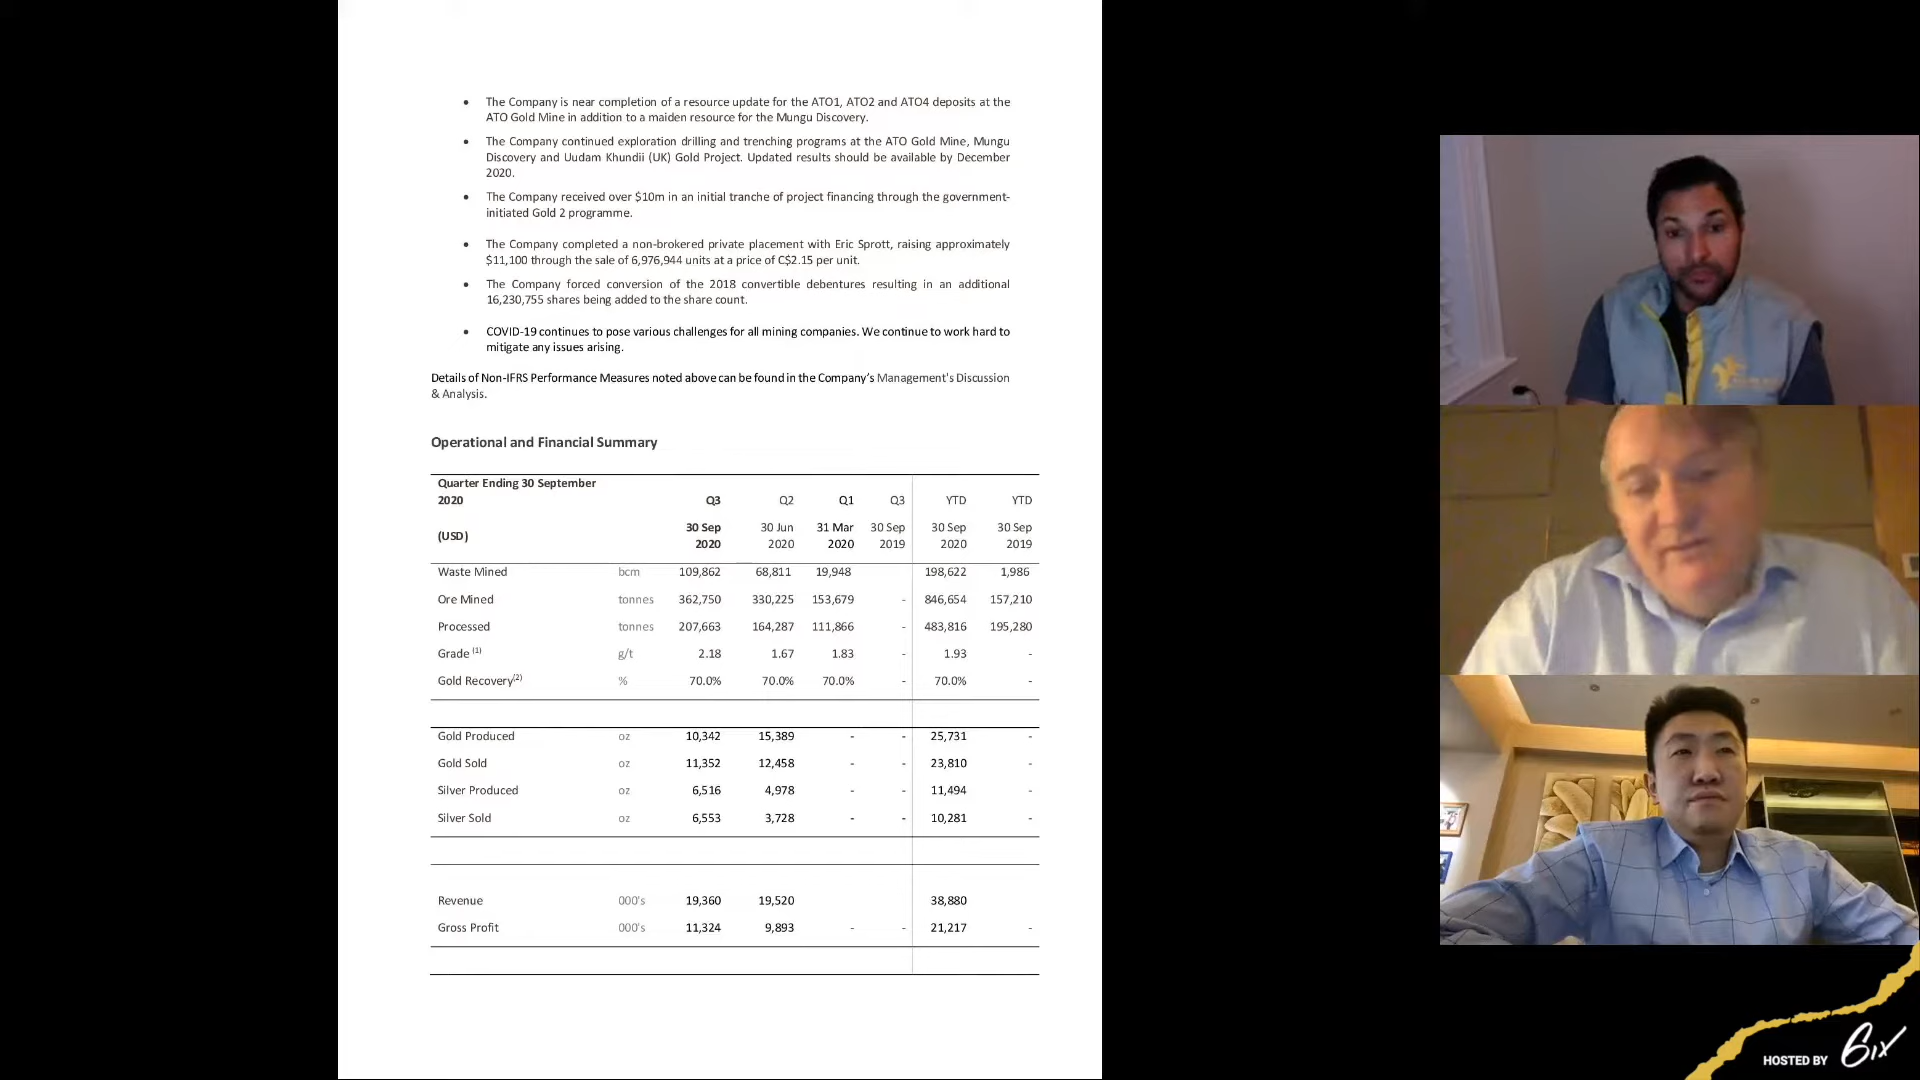 • The Company is near completion of a resource update for the ATO1, ATO2 and ATO4 deposits at the
ATO Gold Mine in addition to a maiden resource for the Mungu Discovery.
• The Company continued exploration drilling and trenching programs at the ATO Gold Mine, Mungu
Discovery and Uudam Khundii (UK) Gold Project. Updated results should be available by December
2020.
• The Company received over $10m in an initial tranche of project financing through the government-
initiated Gold 2 programme.
• The Company completed a non-brokered private placement with Eric Sprott, raising approximately
$11,100 through the sale of 6,976,944 units at a price of C$2.15 per unit.
• The Company forced conversion of the 2018 convertible debentures resulting in an additional
16,230,755 shares being added to the share count.
• COVID-19 continues to pose various challenges for all mining companies. We continue to work hard to
mitigate any issues arising.
Details of Non-IFRS Performance Measures noted above can be found in the Company's Management's Discussion
& Analysis.
Operational and Financial Summary
Quarter Ending 30 September
2020 Q3 Q2 Q1 Q3 YTD YTD
(USD) 30 Sep 30 Jun 31 Mar 30 Sep 30 Sep 30 Sep
2020 2020 2020 2019 2020 2019
Waste Mined bcm 109,862 68,811 19,948 198,622 1,986
Ore Mined tonnes 362,750 330,225 153,679 - 846,654 157,210
Processed tonnes 207,663 164,287 111,866 - 483,816 195,280
Grade (1) g/t 2.18 1.67 1.83 - 1.93 -
Gold Recovery(2) % 70.0% 70.0% 70.0% - 70.0% -
Gold Produced oz 10,342 15,389 - - 25,731 -
Gold Sold oz 11,352 12,458 - - 23,810 -
Silver Produced oz 6,516 4,978 - - 11,494 -
Silver Sold oz 6,553 3,728 - - 10,281 -
Revenue 000's 19,360 19,520 38,880
Gross Profit 000's 11,324 9,893 - - 21,217 -
HOSTED BY 6ix